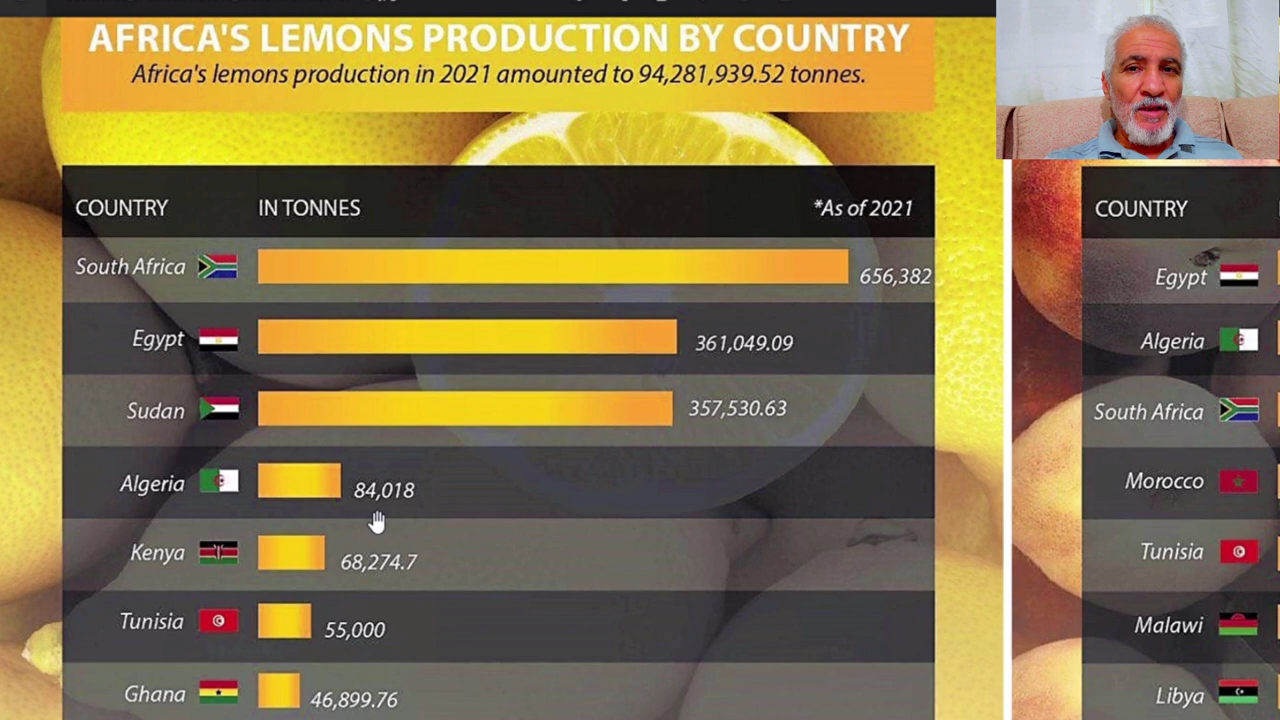 AFRICA'S LEMONS PRODUCTION BY COUNTRY
Africa's lemons production in 2021 amounted to 94,281,939.52 tonnes.
COUNTRY IN TONNES *As of 2021
South Africa 656,382
Egypt 361,049.09
Sudan 357,530.63
Algeria 84,018
Kenya 68,274.7
Tunisia 55,000
Ghana 46,899.76
COUNTRY
Egypt
Algeria
South Africa
Morocco
Tunisia
Malawi
Libya